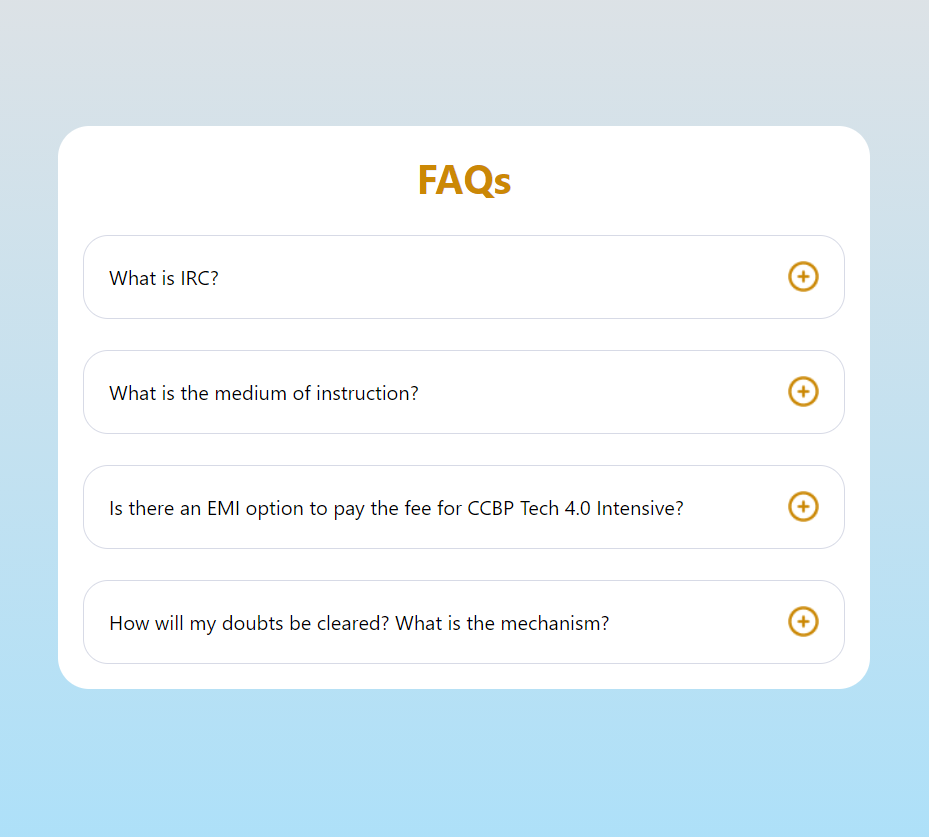 FAQs
What is IRC?
What is the medium of instruction?
Is there an EMI option to pay the fee for CCBP Tech 4.0 Intensive?
How will my doubts be cleared? What is the mechanism?